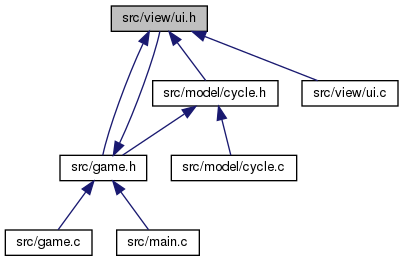 src/view/ui.h
src/model/cycle.h
src/view/ui.c
src/game.h
src/model/cycle.c
src/game.c
src/main.c